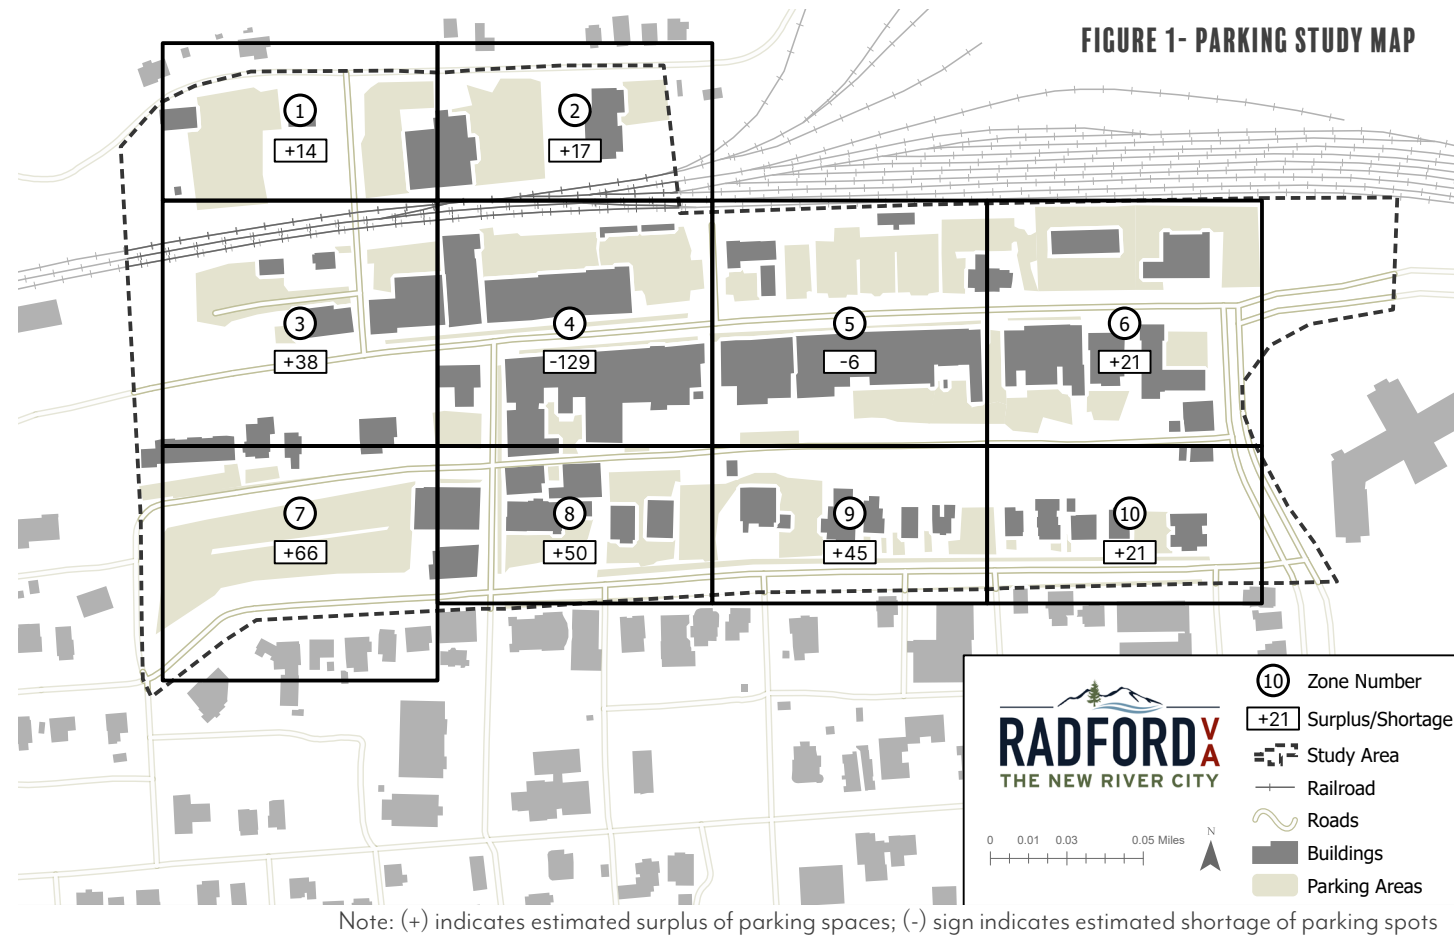 FIGURE 1- PARKING STUDY MAP
1
+14
2
+17
3
+38
4
-129
5
-6
6
+21
7
+66
8
+50
9
+45
10
+21
RADFORD VA
THE NEW RIVER CITY
0 0.01 0.03 0.05 Miles
N
10 Zone Number
+21 Surplus/Shortage
Study Area
Railroad
Roads
Buildings
Parking Areas
Note: (+) indicates estimated surplus of parking spaces; (-) sign indicates estimated shortage of parking spots